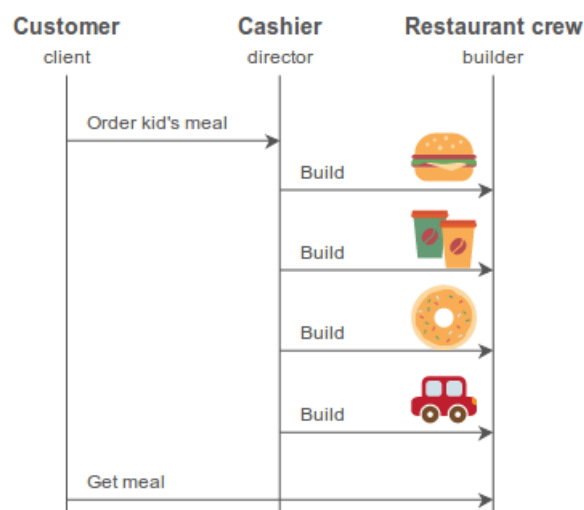 Customer Cashier Restaurant crew
client director builder
Order kid's meal
Build
Build
Build
Build
Get meal